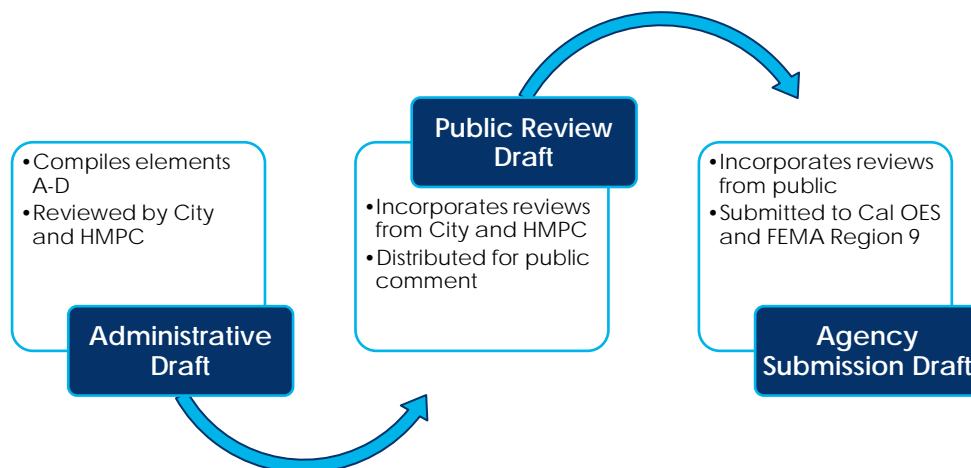 •Compiles elements
A-D
•Reviewed by City
and HMPC
Administrative
Draft
Public Review
Draft
•Incorporates reviews
from City and HMPC
•Distributed for public
comment
•Incorporates reviews
from public
•Submitted to Cal OES
and FEMA Region 9
Agency
Submission Draft